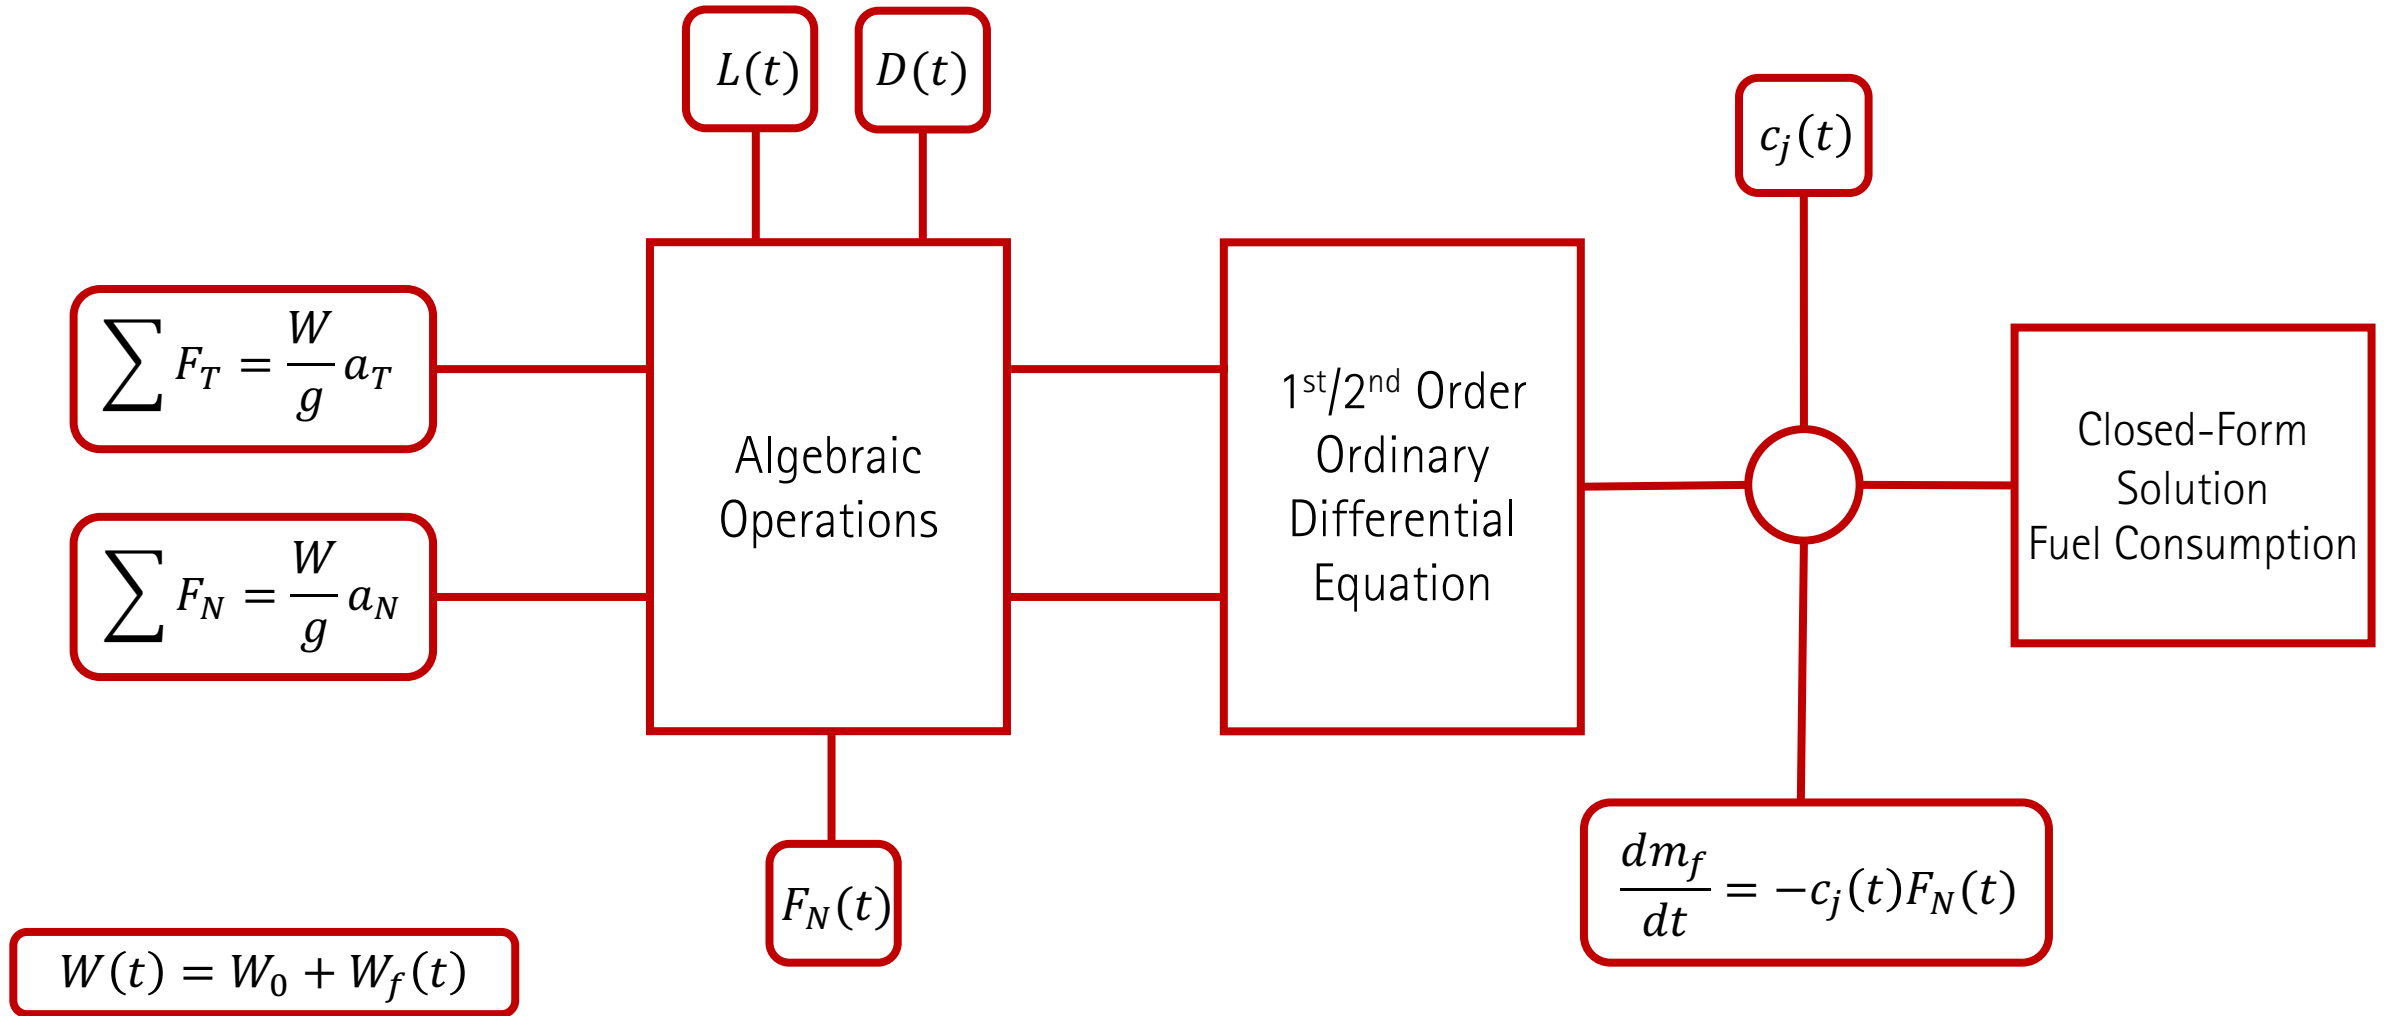 L(t)
D(t)
c_j(t)
∑ F_T = W/g a_T
∑ F_N = W/g a_N
Algebraic
Operations
1st/2nd Order
Ordinary
Differential
Equation
Closed-Form
Solution
Fuel Consumption
F_N(t)
dm_f/dt = −c_j(t)F_N(t)
W(t) = W_0 + W_f(t)